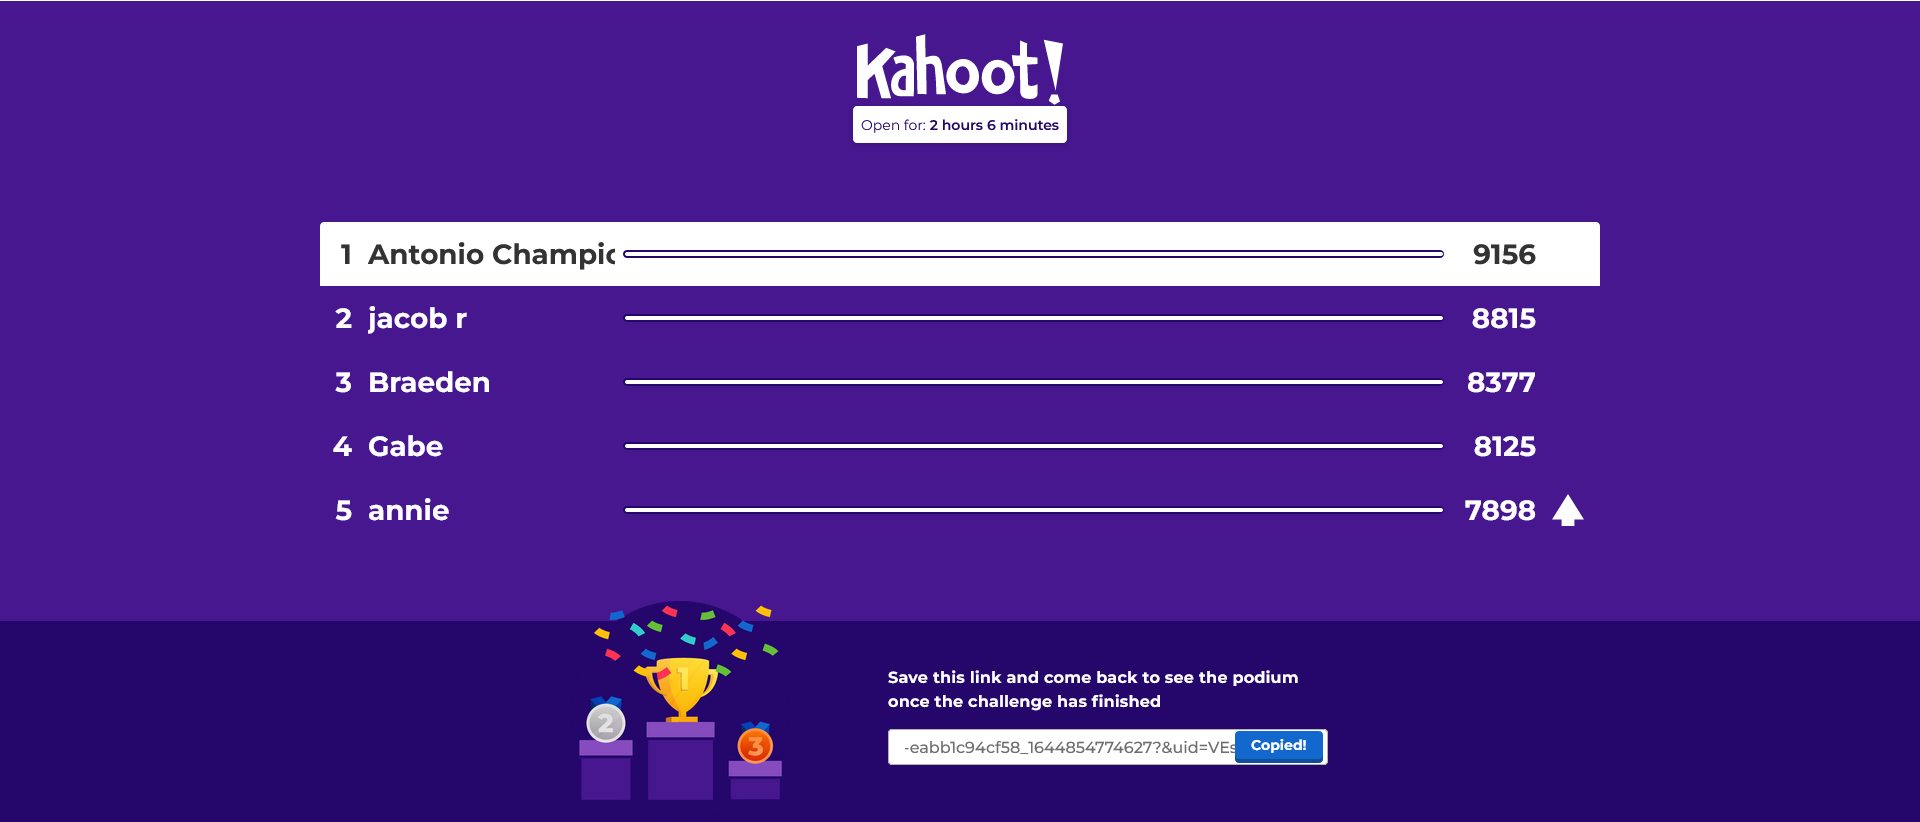 Kahoot!
Open for: 2 hours 6 minutes
1 Antonio Champic 9156
2 jacob r 8815
3 Braeden 8377
4 Gabe 8125
5 annie 7898
1
2
3
Save this link and come back to see the podium
once the challenge has finished
-eabb1c94cf58_1644854774627?&uid=VEs Copied!